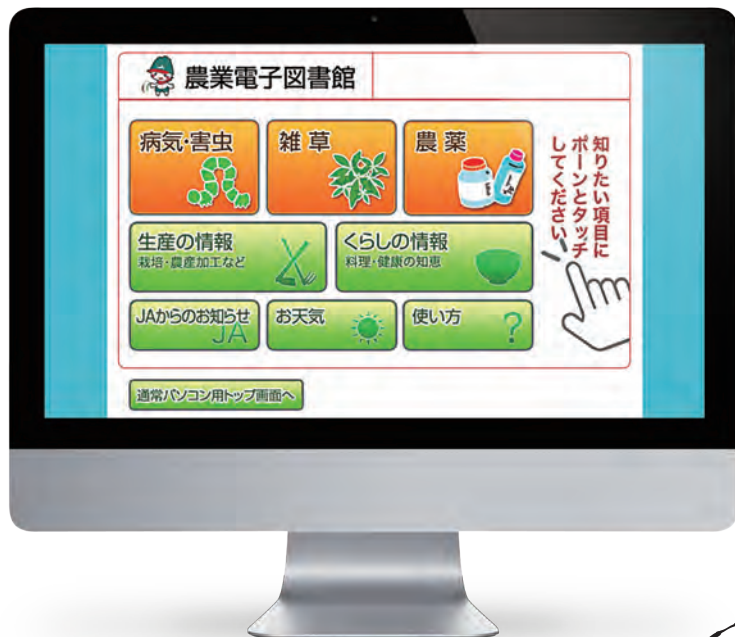 農業電子図書館
病気・害虫
雑草
農薬
知りたい項目に
ポーンとタッチ
してください
生産の情報
栽培・農産加工など
くらしの情報
料理・健康の知恵
JAからのお知らせ
JA
お天気
使い方
?
通常パソコン用トップ画面へ